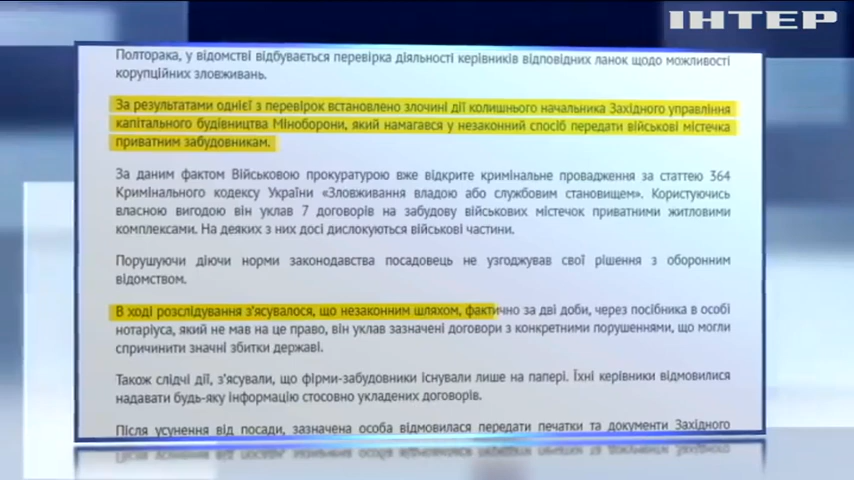 ІНТЕР
Полторака, у відомстві відбувається перевірка діяльності керівників відповідних ланок щодо можливості
корупційних зловживань.
За результатами однієї з перевірок встановлено злочині дії колишнього начальника Західного управління
капітального будівництва Міноборони, який намагався у незаконний спосіб передати військові містечка
приватним забудовникам.
За даним фактом Військовою прокуратурою вже відкрите кримінальне провадження за статтею 364
Кримінального кодексу України «Зловживання владою або службовим становищем». Користуючись
власною вигодою він уклав 7 договорів на забудову військових містечок приватними житловими
комплексами. На деяких з них досі дислокуються військові частини.
Порушуючи діючи норми законодавства посадовець не узгоджував свої рішення з оборонним
відомством.
В ході розслідування з'ясувалося, що незаконним шляхом, фактично за дві доби, через посібника в особі
нотаріуса, який не мав на це право, він уклав зазначені договори з конкретними порушеннями, що могли
спричинити значні збитки державі.
Також слідчі дії, з'ясували, що фірми-забудовники існували лише на папері. Їхні керівники відмовилися
надавати будь-яку інформацію стосовно укладених договорів.
Після усунення від посади, зазначена особа відмовилася передати печатки та документи Західного